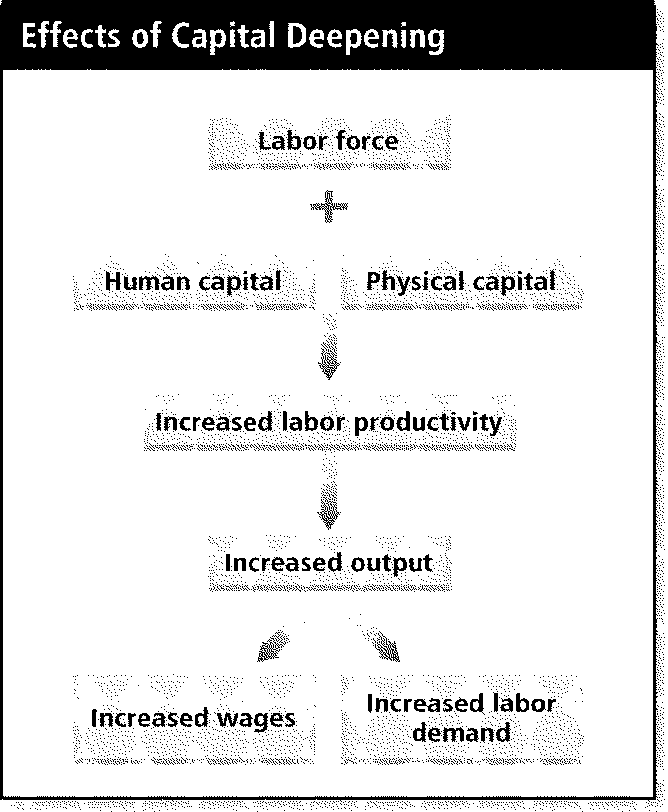 Effects of Capital Deepening
Labor force
+
Human capital
Physical capital
Increased labor productivity
Increased output
Increased wages
Increased labor
demand